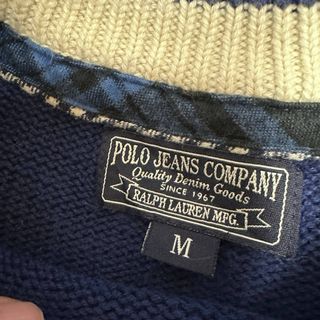 POLO JEANS COMPANY
Quality Denim Goods
SINCE 1967
RALPH LAUREN MFG.
M